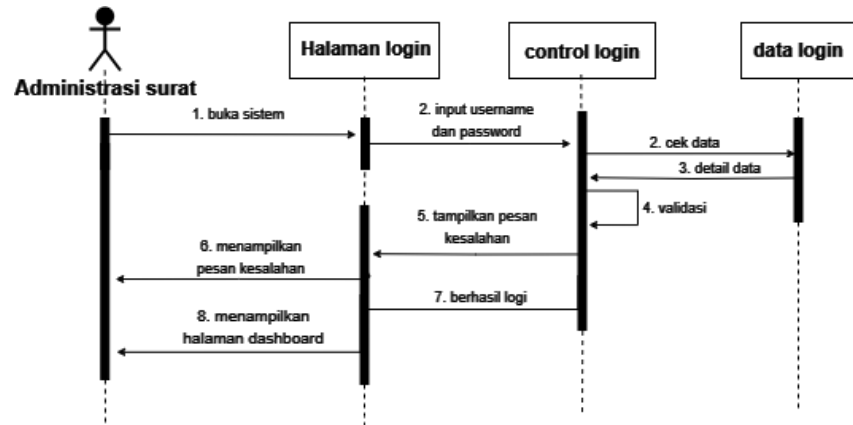 Halaman login
control login
data login
Administrasi surat
1. buka sistem
2. input username
dan password
2. cek data
3. detail data
4. validasi
5. tampilkan pesan
kesalahan
6. menampilkan
pesan kesalahan
7. berhasil logi
8. menampilkan
halaman dashboard